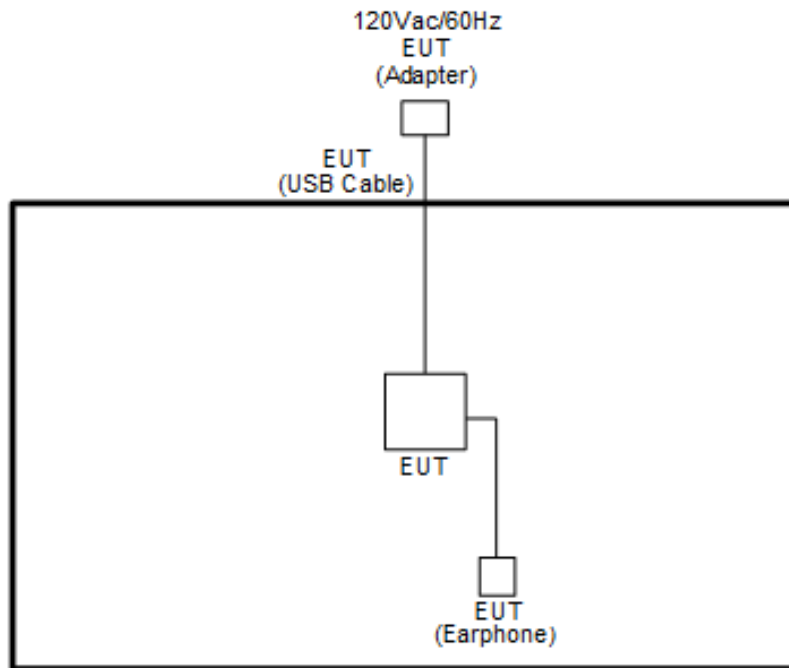 120Vac/60Hz
EUT
(Adapter)
EUT
(USB Cable)
EUT
EUT
(Earphone)